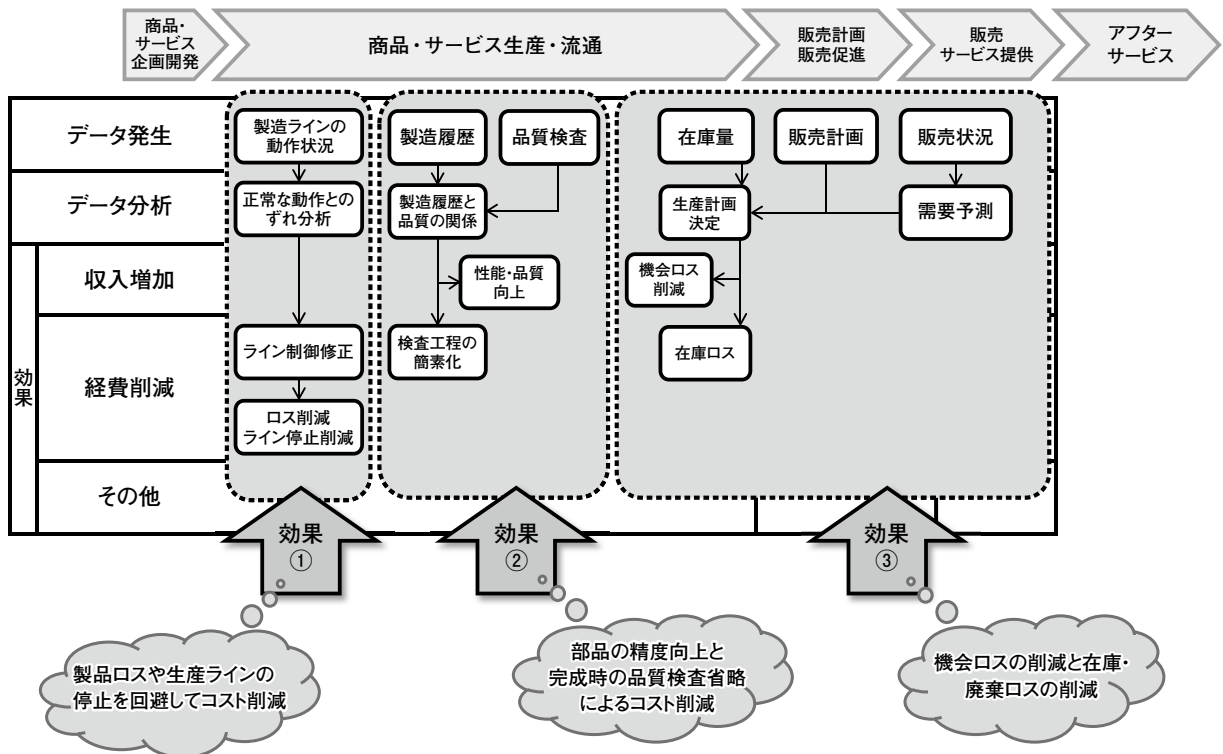 商品・
サービス
企画開発
商品・サービス生産・流通
販売計画
販売促進
販売
サービス提供
アフター
サービス
データ発生
製造ラインの
動作状況
製造履歴
品質検査
在庫量
販売計画
販売状況
データ分析
正常な動作との
ずれ分析
製造履歴と
品質の関係
生産計画
決定
需要予測
効果
収入増加
性能・品質
向上
機会ロス
削減
経費削減
ライン制御修正
検査工程の
簡素化
在庫ロス
ロス削減
ライン停止削減
その他
効果
①
効果
②
効果
③
製品ロスや生産ラインの
停止を回避してコスト削減
部品の精度向上と
完成時の品質検査省略
によるコスト削減
機会ロスの削減と在庫・
廃棄ロスの削減